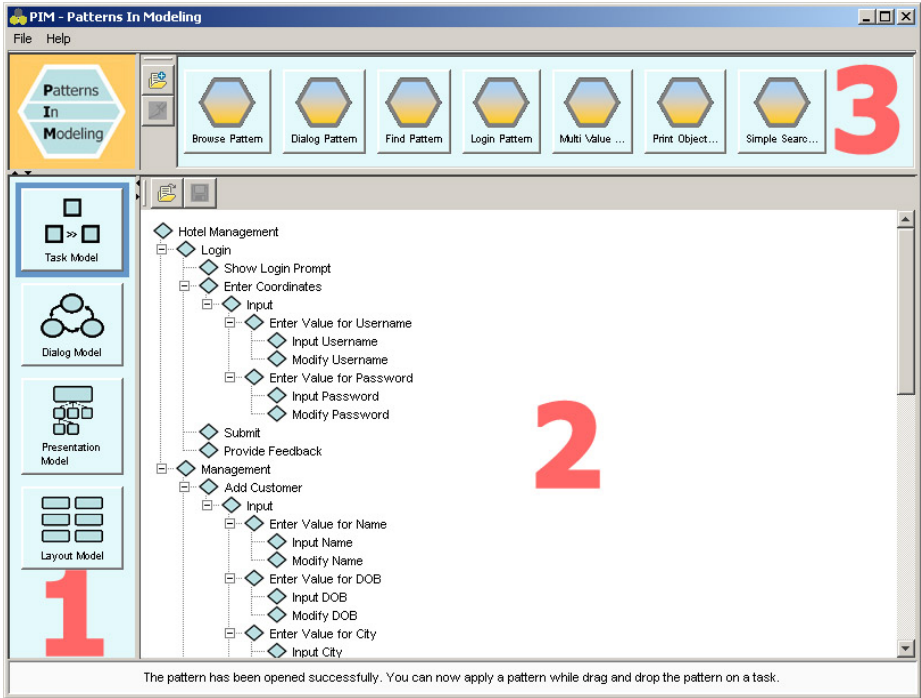 PIM - Patterns In Modeling
File Help
Patterns
In
Modeling
Browse Pattern
Dialog Pattern
Find Pattern
Login Pattern
Multi Value ...
Print Object...
Simple Searc...
3
Task Model
Dialog Model
Presentation
Model
Layout Model
1
Hotel Management
Login
Show Login Prompt
Enter Coordinates
Input
Enter Value for Username
Input Username
Modify Username
Enter Value for Password
Input Password
Modify Password
Submit
Provide Feedback
Management
Add Customer
Input
Enter Value for Name
Input Name
Modify Name
Enter Value for DOB
Input DOB
Modify DOB
Enter Value for City
Input City
2
The pattern has been opened successfully. You can now apply a pattern while drag and drop the pattern on a task.